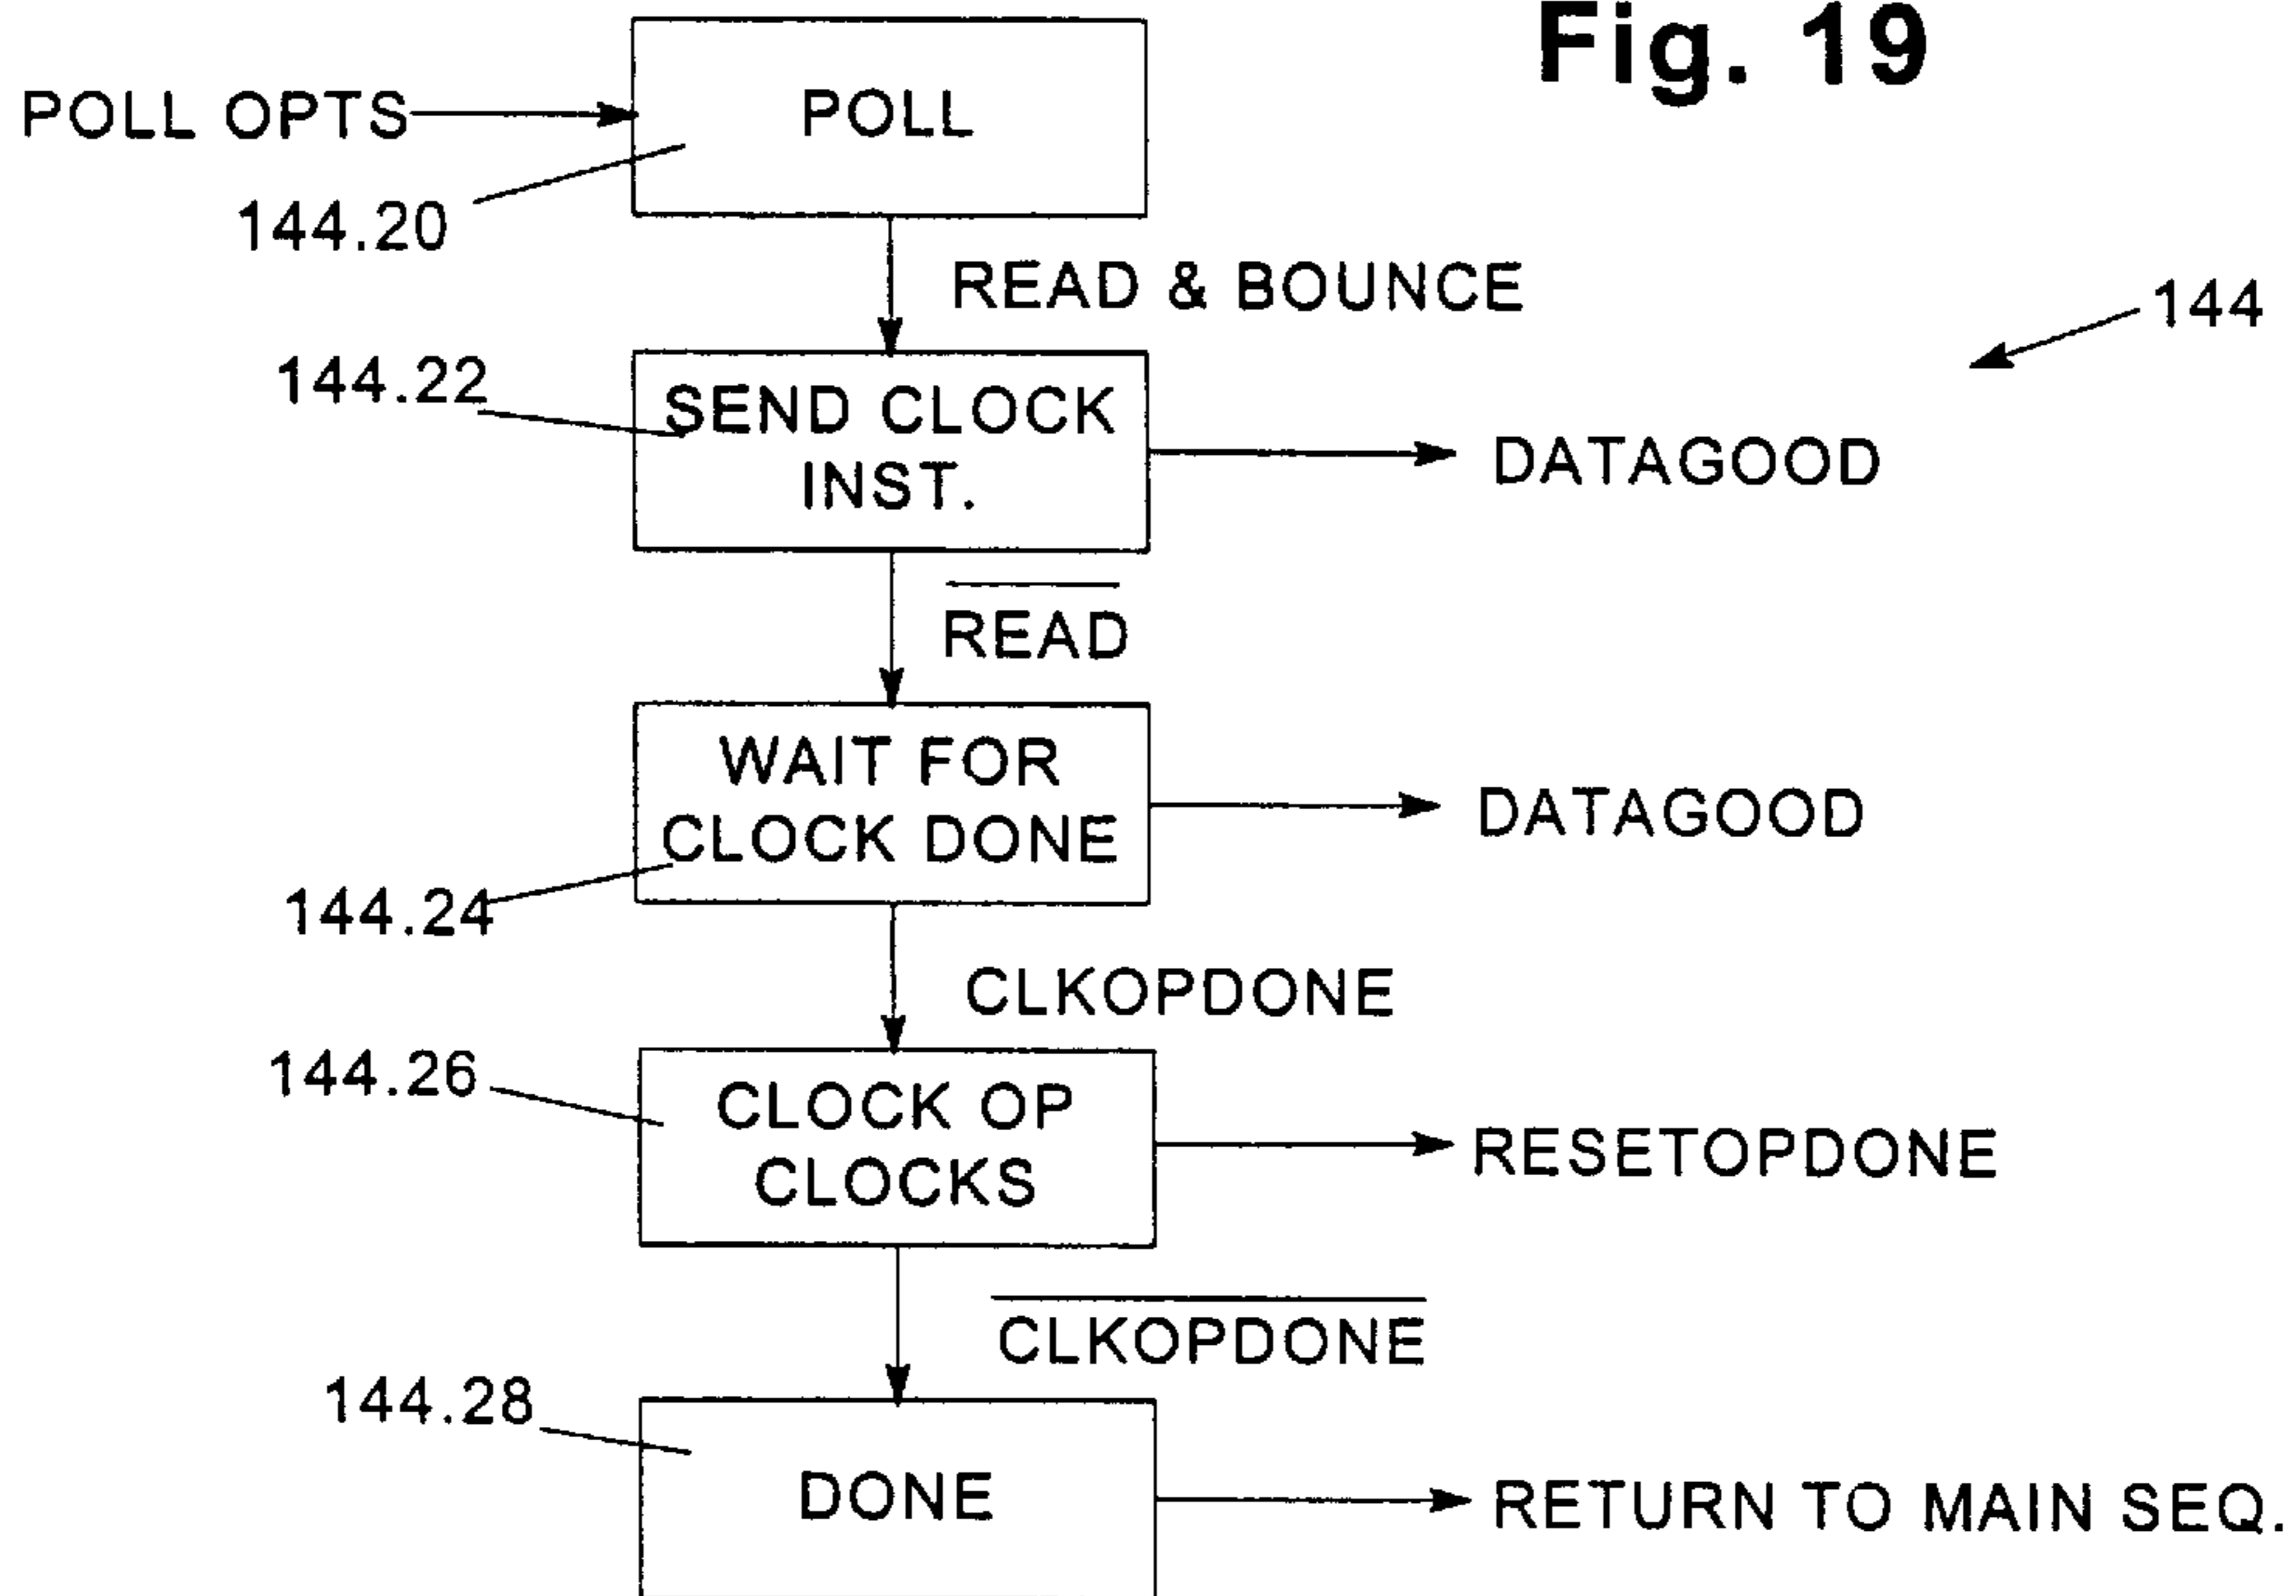 Fig. 19
POLL OPTS
POLL
144.20
READ & BOUNCE
144
144.22
SEND CLOCK
INST.
DATAGOOD
READ
WAIT FOR
CLOCK DONE
DATAGOOD
144.24
CLKOPDONE
144.26
CLOCK OP
CLOCKS
RESETOPDONE
CLKOPDONE
144.28
DONE
RETURN TO MAIN SEQ.